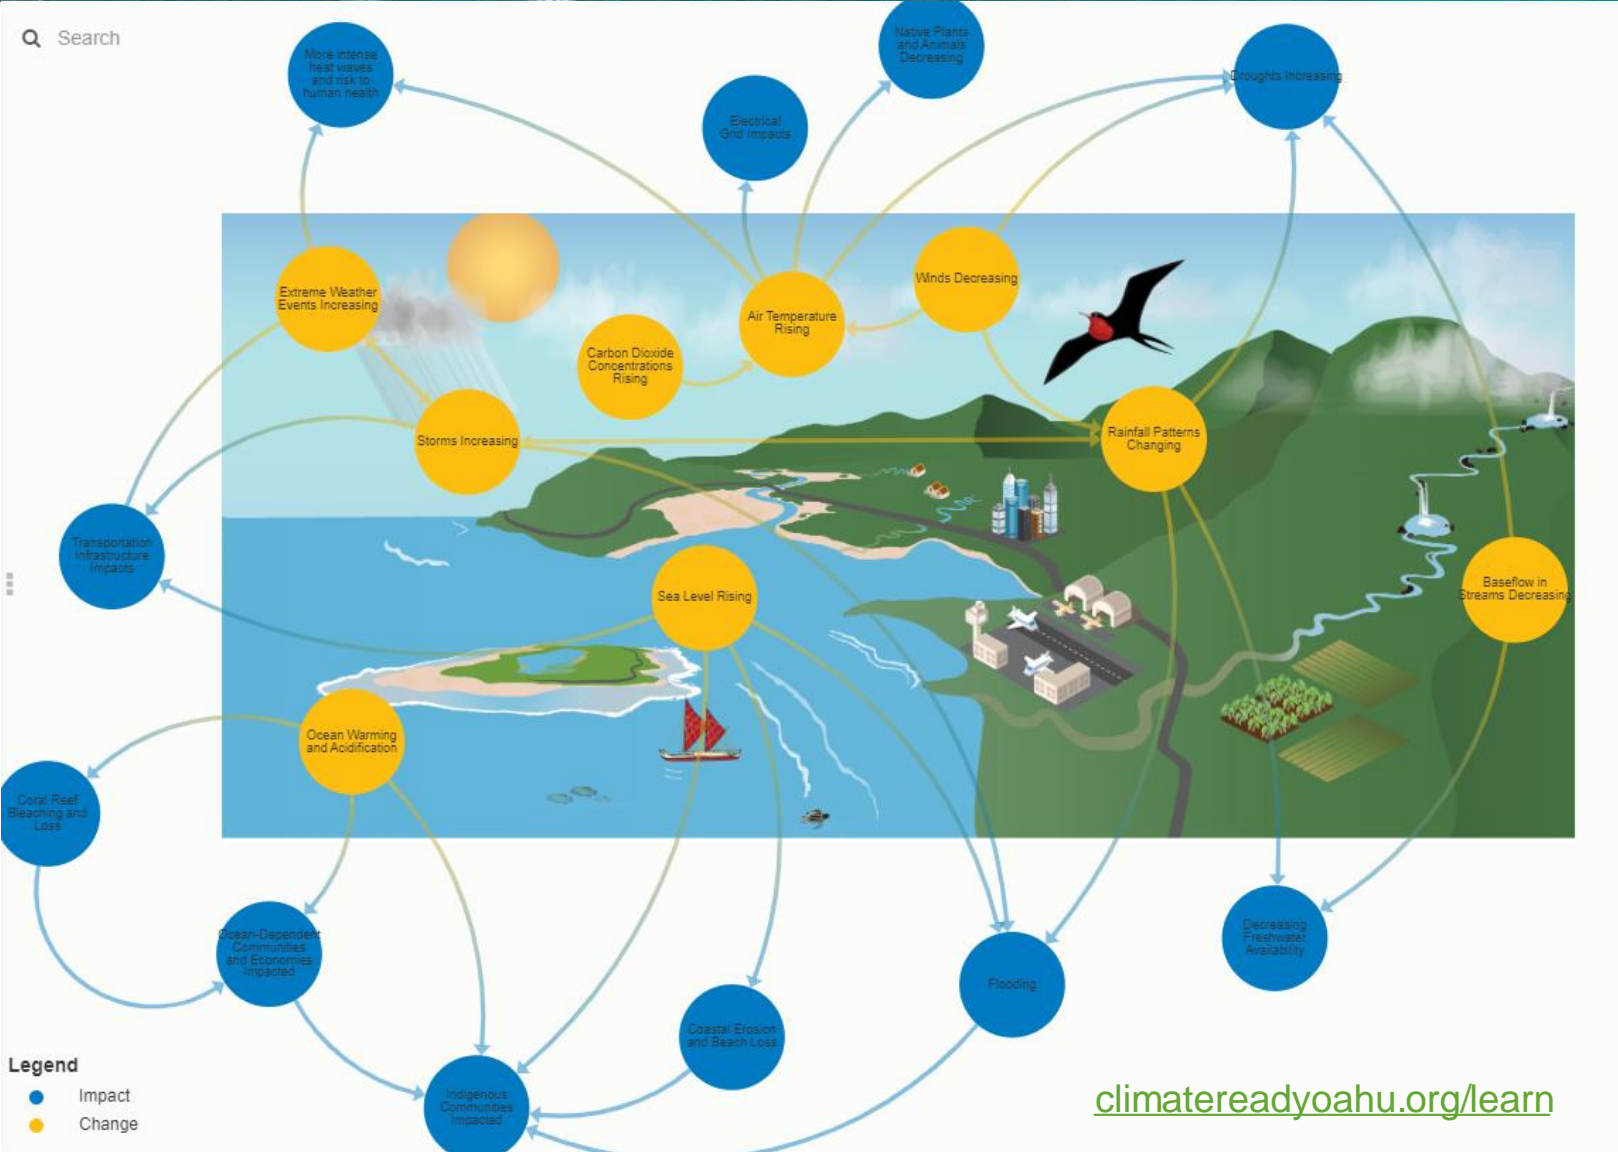 Search
More intense
heat waves
and risk to
human health
Native Plants
and Animals
Decreasing
Electrical
Grid Impacts
Droughts Increasing
Extreme Weather
Events Increasing
Carbon Dioxide
Concentrations
Rising
Air Temperature
Rising
Winds Decreasing
Storms Increasing
Rainfall Patterns
Changing
Transportation
Infrastructure
Impacts
Sea Level Rising
Baseflow in
Streams Decreasing
Ocean Warming
and Acidification
Coral Reef
Bleaching and
Loss
Ocean-Dependent
Communities
and Economies
Impacted
Decreasing
Freshwater
Availability
Flooding
Coastal Erosion
and Beach Loss
Indigenous
Communities
Impacted
Legend
Impact
Change
climatereadyoahu.org/learn